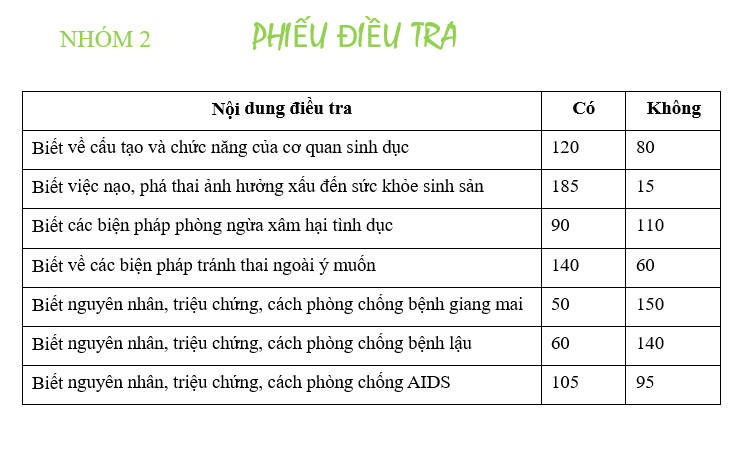 NHÓM 2 PHIẾU ĐIỀU TRA
Nội dung điều tra Có Không
Biết về cấu tạo và chức năng của cơ quan sinh dục 120 80
Biết việc nạo, phá thai ảnh hưởng xấu đến sức khỏe sinh sản 185 15
Biết các biện pháp phòng ngừa xâm hại tình dục 90 110
Biết về các biện pháp tránh thai ngoài ý muốn 140 60
Biết nguyên nhân, triệu chứng, cách phòng chống bệnh giang mai 50 150
Biết nguyên nhân, triệu chứng, cách phòng chống bệnh lậu 60 140
Biết nguyên nhân, triệu chứng, cách phòng chống AIDS 105 95